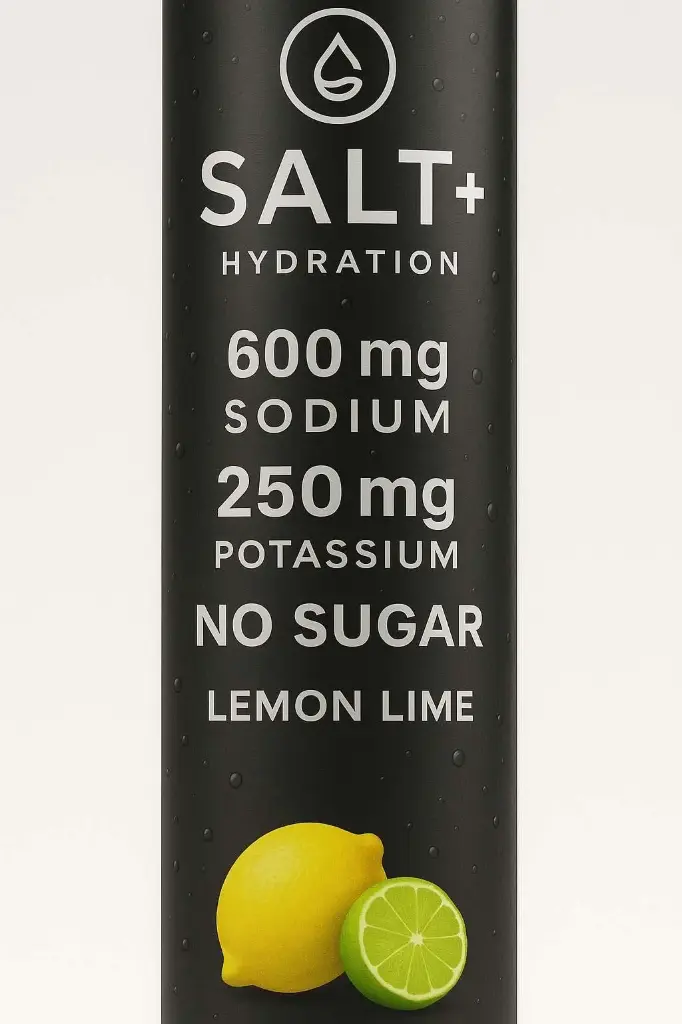 SALT+
HYDRATION
600 mg
SODIUM
250 mg
POTASSIUM
NO SUGAR
LEMON LIME